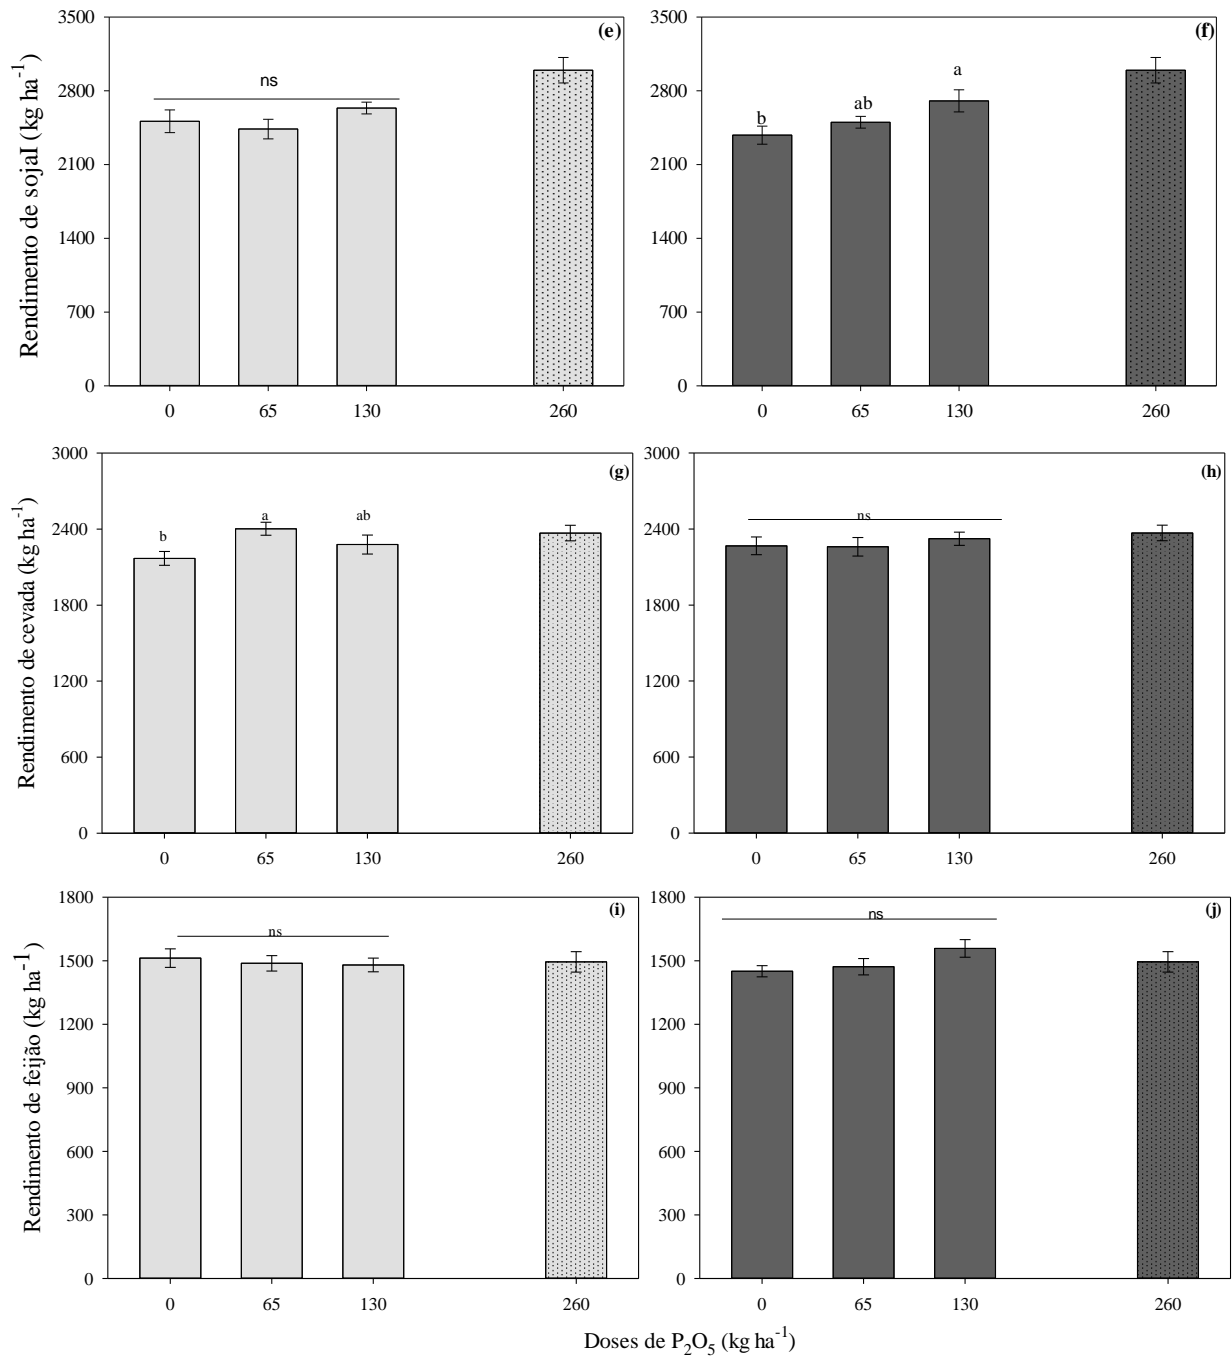 3500
2800
2100
1400
700
0
Rendimento de sojaI (kg ha⁻¹)
(e)
ns
0 65 130 260
3500
2800
2100
1400
700
0
(f)
b ab a
0 65 130 260
3000
2400
1800
1200
600
0
Rendimento de cevada (kg ha⁻¹)
(g)
b a ab
0 65 130 260
3000
2400
1800
1200
600
0
(h)
ns
0 65 130 260
1800
1500
1200
900
600
300
0
Rendimento de feijão (kg ha⁻¹)
(i)
ns
0 65 130 260
1800
1500
1200
900
600
300
0
(j)
ns
0 65 130 260
Doses de P₂O₅ (kg ha⁻¹)